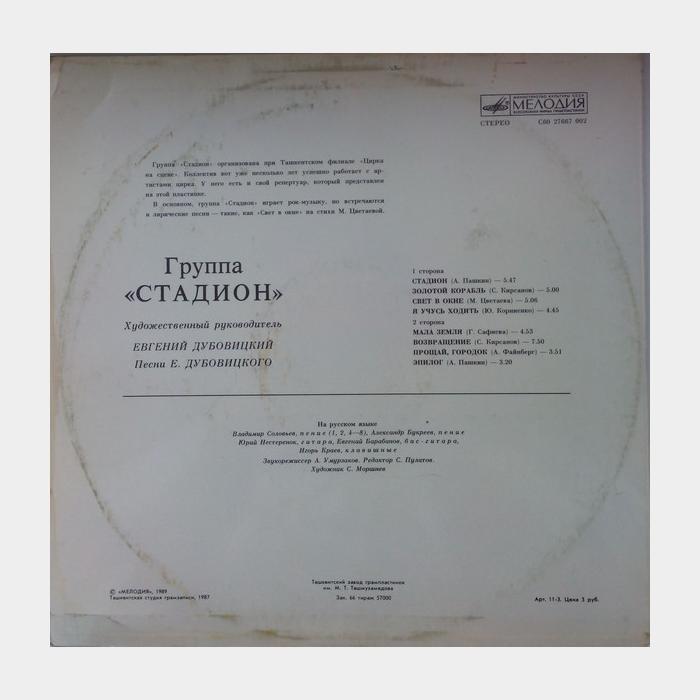 МИНИСТЕРСТВО КУЛЬТУРЫ СССР
МЕЛОДИЯ
ВСЕСОЮЗНАЯ ФИРМА ГРАМПЛАСТИНОК
СТЕРЕО С60 27667 002
Группа «Стадион» организована при Ташкентском филиале «Цирка
на сцене». Коллектив вот уже несколько лет успешно работает с ар-
тистами цирка. У него есть и свой репертуар, который представлен
на этой пластинке.
В основном, группа «Стадион» играет рок-музыку, но встречаются
и лирические песни — такие, как «Свет в окне» на стихи М. Цветаевой.
Группа
«СТАДИОН»
Художественный руководитель
ЕВГЕНИЙ ДУБОВИЦКИЙ
Песни Е. ДУБОВИЦКОГО
1 сторона
СТАДИОН (А. Пашкин) — 5.47
ЗОЛОТОЙ КОРАБЛЬ (С. Кирсанов) — 5.00
СВЕТ В ОКНЕ (М. Цветаева) — 5.06
Я УЧУСЬ ХОДИТЬ (Ю. Корниенко) — 4.45
2 сторона
МАЛА ЗЕМЛЯ (Г. Сафиева) — 4.53
ВОЗВРАЩЕНИЕ (С. Кирсанов) — 7.50
ПРОЩАЙ, ГОРОДОК (А. Файнберг) — 3.51
ЭПИЛОГ (А. Пашкин) — 3.20
На русском языке
Владимир Соловьев, пение (1, 2, 4—8), Александр Букреев, пение
Юрий Нестеренок, гитара, Евгений Барабанов, бас-гитара,
Игорь Краев, клавишные
Звукорежиссер А. Умурзаков. Редактор С. Пулатов.
Художник С. Моршнев
© «МЕЛОДИЯ», 1989
Ташкентская студия грамзаписи, 1987
Ташкентский завод грампластинок
им. М. Т. Ташмухамедова
Зак. 66 тираж 57000
Арт. 11-3. Цена 3 руб.